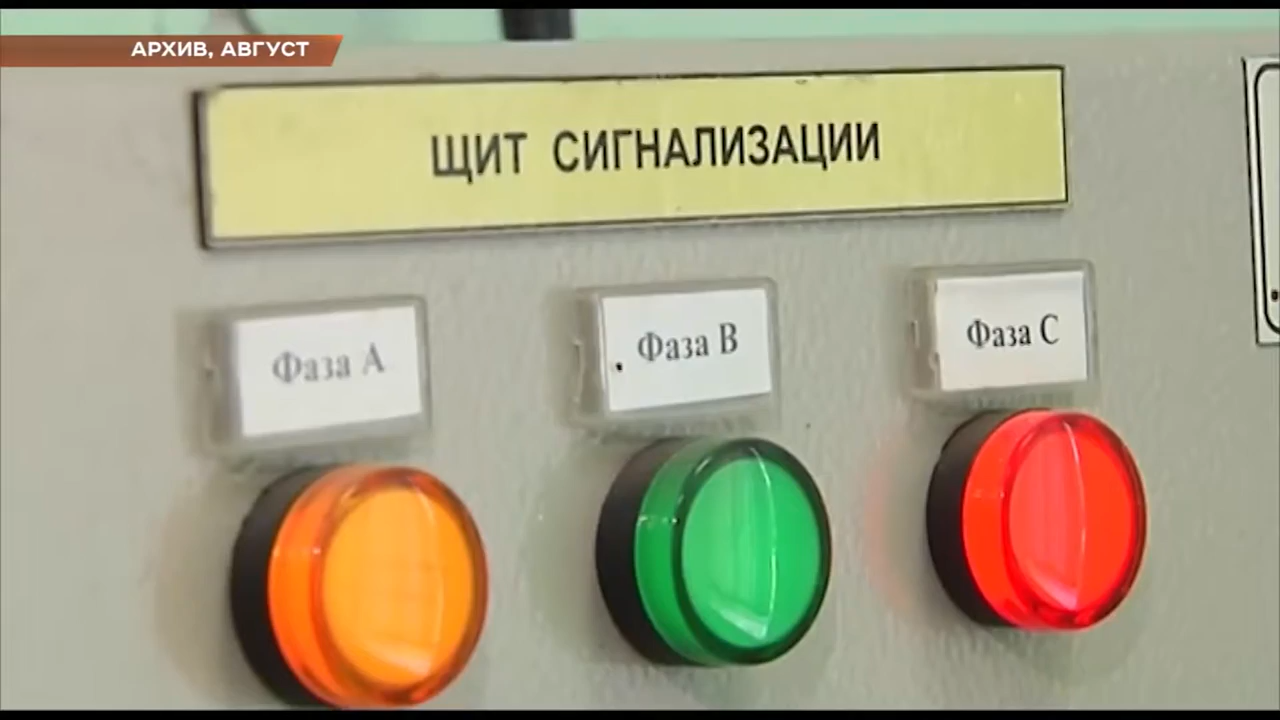 АРХИВ, АВГУСТ
ЩИТ СИГНАЛИЗАЦИИ
Фаза А
Фаза В
Фаза С